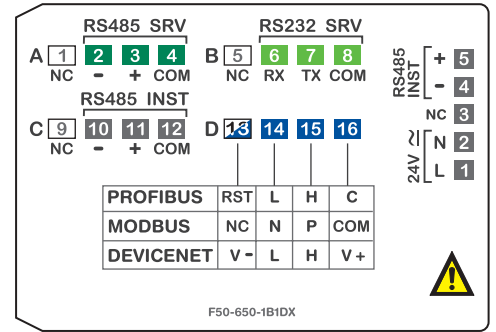 RS485 SRV
A 1 2 3 4
NC - + COM
RS232 SRV
B 5 6 7 8
NC RX TX COM
RS485 INST
C 9 10 11 12
NC - + COM
D 13 14 15 16
PROFIBUS RST L H C
MODBUS NC N P COM
DEVICENET V - L H V +
RS485 INST
+ 5
- 4
NC 3
24V
N 2
L 1
F50-650-1B1DX